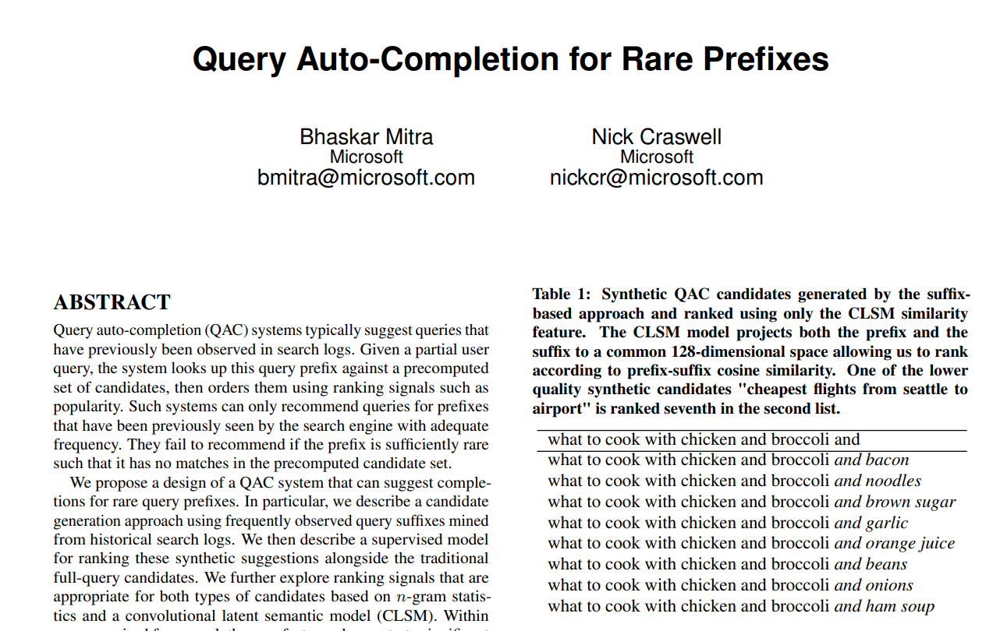 Query Auto-Completion for Rare Prefixes
Bhaskar Mitra
Microsoft
bmitra@microsoft.com
Nick Craswell
Microsoft
nickcr@microsoft.com
ABSTRACT
Query auto-completion (QAC) systems typically suggest queries that
have previously been observed in search logs. Given a partial user
query, the system looks up this query prefix against a precomputed
set of candidates, then orders them using ranking signals such as
popularity. Such systems can only recommend queries for prefixes
that have been previously seen by the search engine with adequate
frequency. They fail to recommend if the prefix is sufficiently rare
such that it has no matches in the precomputed candidate set.
We propose a design of a QAC system that can suggest comple-
tions for rare query prefixes. In particular, we describe a candidate
generation approach using frequently observed query suffixes mined
from historical search logs. We then describe a supervised model
for ranking these synthetic suggestions alongside the traditional
full-query candidates. We further explore ranking signals that are
appropriate for both types of candidates based on n-gram statis-
tics and a convolutional latent semantic model (CLSM). Within
Table 1: Synthetic QAC candidates generated by the suffix-
based approach and ranked using only the CLSM similarity
feature. The CLSM model projects both the prefix and the
suffix to a common 128-dimensional space allowing us to rank
according to prefix-suffix cosine similarity. One of the lower
quality synthetic candidates "cheapest flights from seattle to
airport" is ranked seventh in the second list.
what to cook with chicken and broccoli and
what to cook with chicken and broccoli and bacon
what to cook with chicken and broccoli and noodles
what to cook with chicken and broccoli and brown sugar
what to cook with chicken and broccoli and garlic
what to cook with chicken and broccoli and orange juice
what to cook with chicken and broccoli and beans
what to cook with chicken and broccoli and onions
what to cook with chicken and broccoli and ham soup